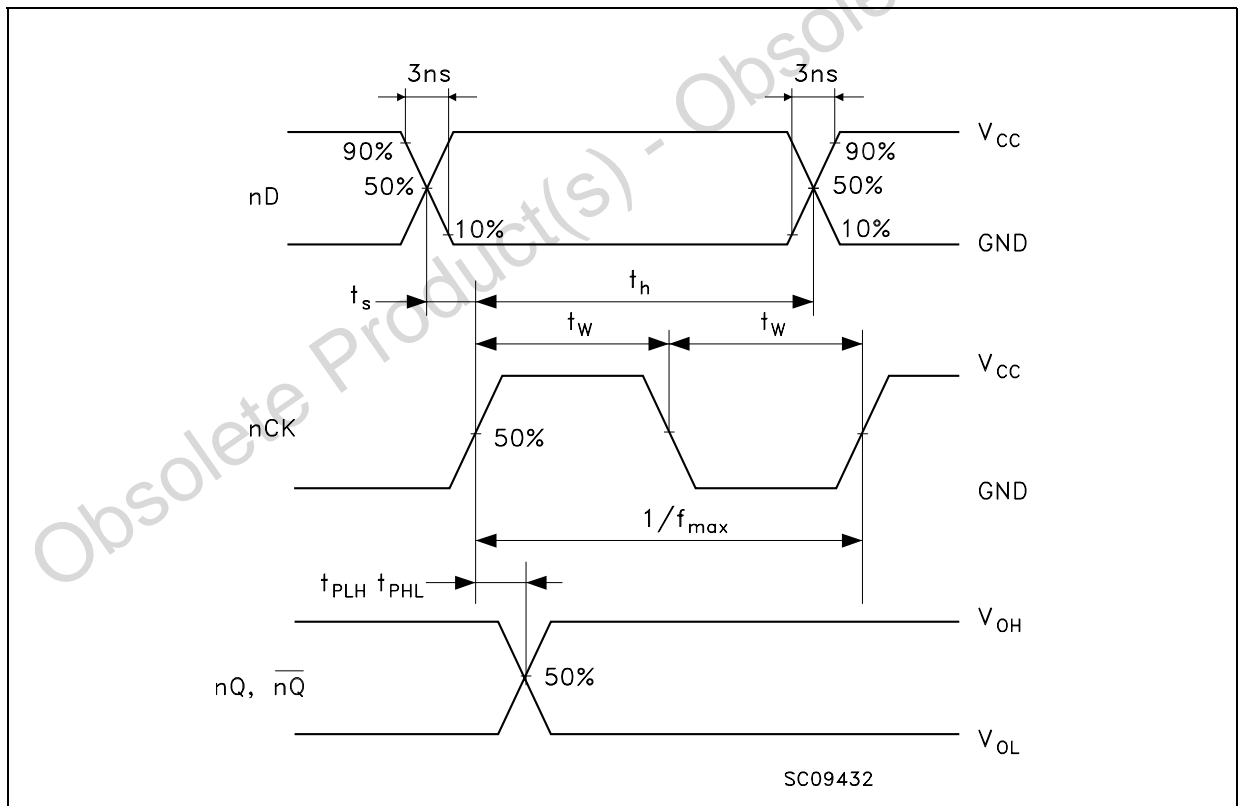 Obsolete Product(s) - Obsole
3ns 3ns
V_CC
90% 90%
nD 50% 50%
10% 10%
GND
t_s t_h
t_W t_W
V_CC
nCK 50%
GND
1/f_max
t_PLH t_PHL
V_OH
nQ, n̅Q̅ 50%
V_OL
SC09432